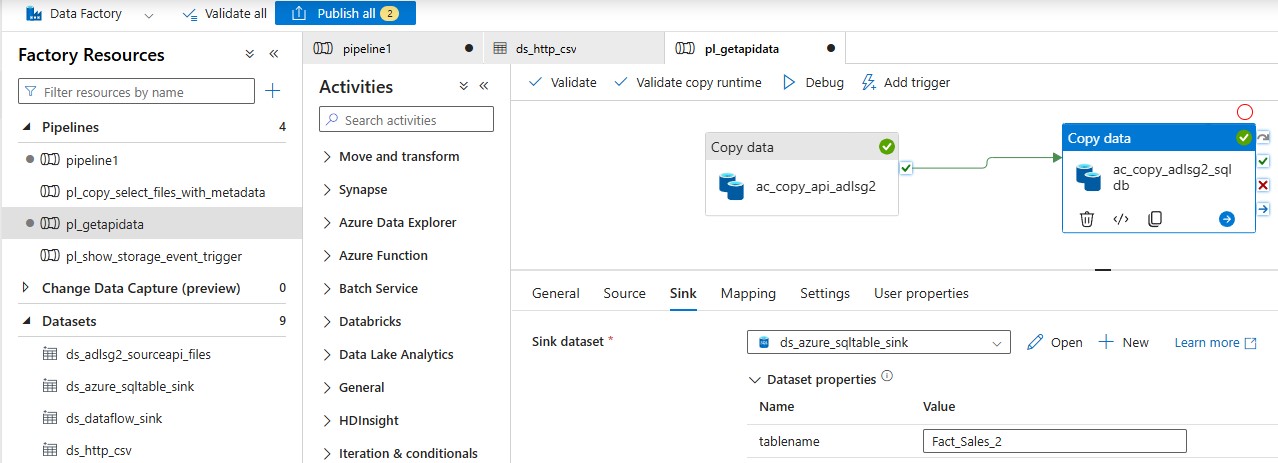 Data Factory
Validate all
Publish all 2
Factory Resources
Filter resources by name
Pipelines 4
pipeline1
pl_copy_select_files_with_metadata
pl_getapidata
pl_show_storage_event_trigger
Change Data Capture (preview) 0
Datasets 9
ds_adlsg2_sourceapi_files
ds_azure_sqltable_sink
ds_dataflow_sink
ds_http_csv
pipeline1
ds_http_csv
pl_getapidata
Activities
Search activities
Move and transform
Synapse
Azure Data Explorer
Azure Function
Batch Service
Databricks
Data Lake Analytics
General
HDInsight
Iteration & conditionals
Validate
Validate copy runtime
Debug
Add trigger
Copy data
ac_copy_api_adlsg2
Copy data
ac_copy_adlsg2_sql
db
General
Source
Sink
Mapping
Settings
User properties
Sink dataset *
ds_azure_sqltable_sink
Open
New
Learn more
Dataset properties
Name Value
tablename Fact_Sales_2